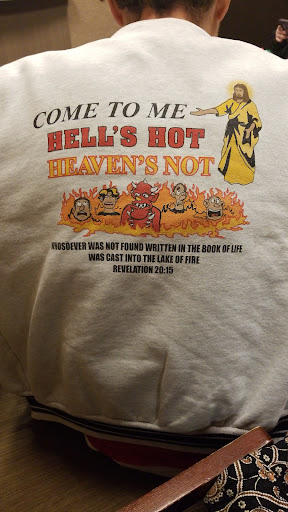 COME TO ME
HELL'S HOT
HEAVEN'S NOT
WHOSOEVER WAS NOT FOUND WRITTEN IN THE BOOK OF LIFE
WAS CAST INTO THE LAKE OF FIRE
REVELATION 20:15